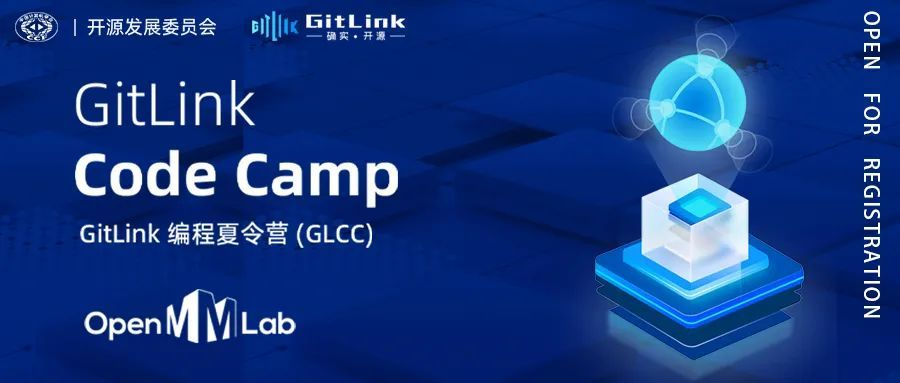 CCF
| 开源发展委员会
GitLink
确实·开源
GitLink
Code Camp
GitLink 编程夏令营 (GLCC)
OpenMMLab
OPEN FOR REGISTRATION